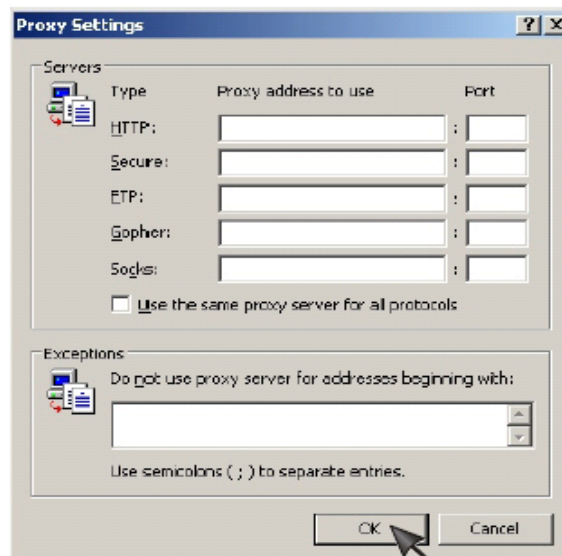 Proxy Settings
Servers
Type Proxy address to use Port
HTTP: :
Secure: :
FTP: :
Gopher: :
Socks: :
Use the same proxy server for all protocols
Exceptions
Do not use proxy server for addresses beginning with:
Use semicolons ( ; ) to separate entries.
OK Cancel